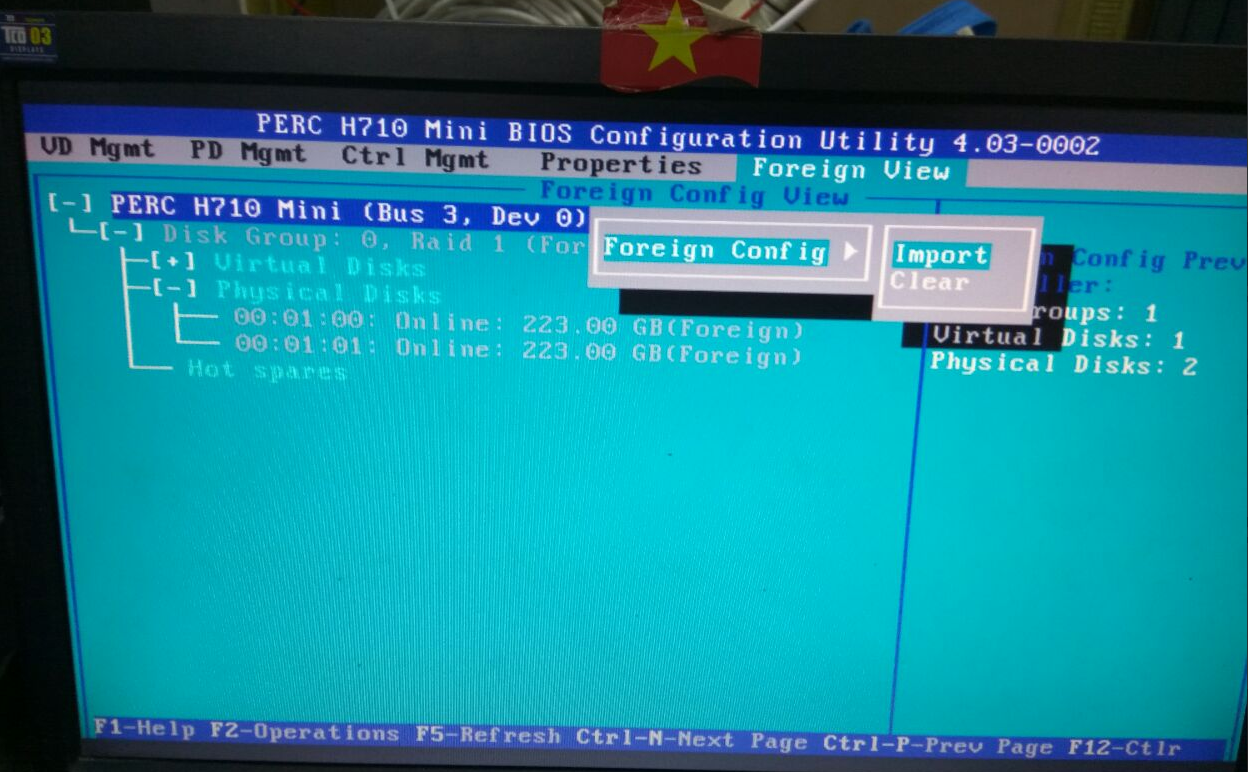 TCO 03
DISPLAYS
PERC H710 Mini BIOS Configuration Utility 4.03-0002
VD Mgmt PD Mgmt Ctrl Mgmt Properties Foreign View
Foreign Config View
[-] PERC H710 Mini (Bus 3, Dev 0)
[-] Disk Group: 0, Raid 1 (For
Foreign Config
Import
Clear
[+] Virtual Disks
[-] Physical Disks
00:01:00: Online: 223.00 GB(Foreign)
00:01:01: Online: 223.00 GB(Foreign)
Hot spares
n Config Prev
ller:
roups: 1
Virtual Disks: 1
Physical Disks: 2
F1-Help F2-Operations F5-Refresh Ctrl-N-Next Page Ctrl-P-Prev Page F12-Ctlr